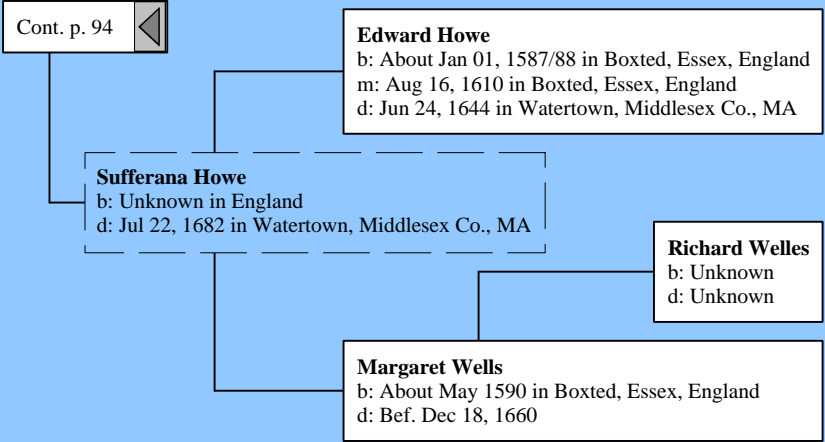 Cont. p. 94
Edward Howe
b: About Jan 01, 1587/88 in Boxted, Essex, England
m: Aug 16, 1610 in Boxted, Essex, England
d: Jun 24, 1644 in Watertown, Middlesex Co., MA
Sufferana Howe
b: Unknown in England
d: Jul 22, 1682 in Watertown, Middlesex Co., MA
Richard Welles
b: Unknown
d: Unknown
Margaret Wells
b: About May 1590 in Boxted, Essex, England
d: Bef. Dec 18, 1660